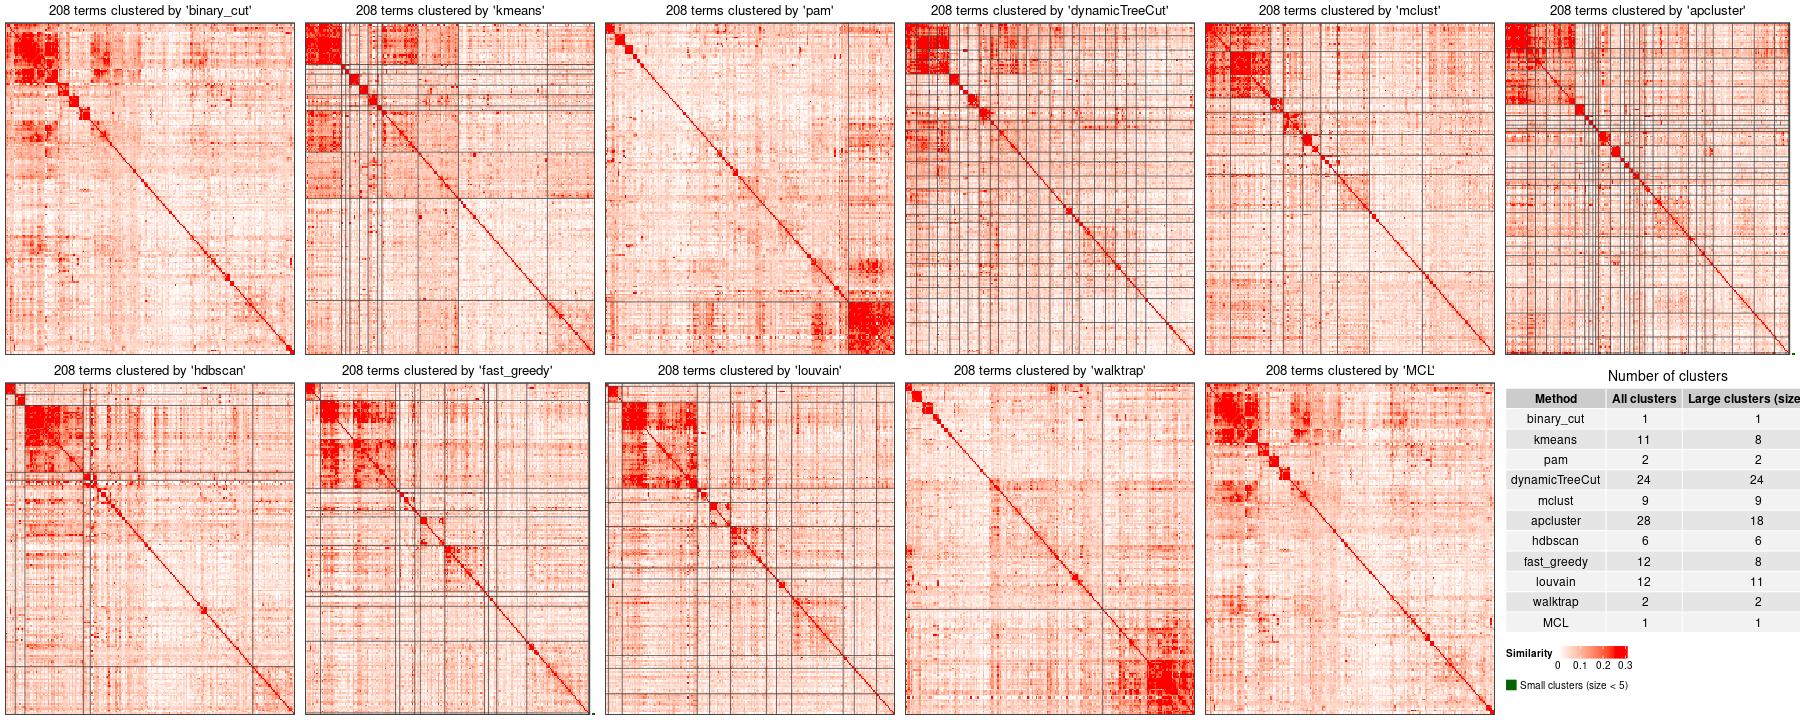 208 terms clustered by 'binary_cut'
208 terms clustered by 'kmeans'
208 terms clustered by 'pam'
208 terms clustered by 'dynamicTreeCut'
208 terms clustered by 'mclust'
208 terms clustered by 'apcluster'
208 terms clustered by 'hdbscan'
208 terms clustered by 'fast_greedy'
208 terms clustered by 'louvain'
208 terms clustered by 'walktrap'
208 terms clustered by 'MCL'
Number of clusters
Method All clusters Large clusters (size
binary_cut 1 1
kmeans 11 8
pam 2 2
dynamicTreeCut 24 24
mclust 9 9
apcluster 28 18
hdbscan 6 6
fast_greedy 12 8
louvain 12 11
walktrap 2 2
MCL 1 1
Similarity
0 0.1 0.2 0.3
Small clusters (size < 5)